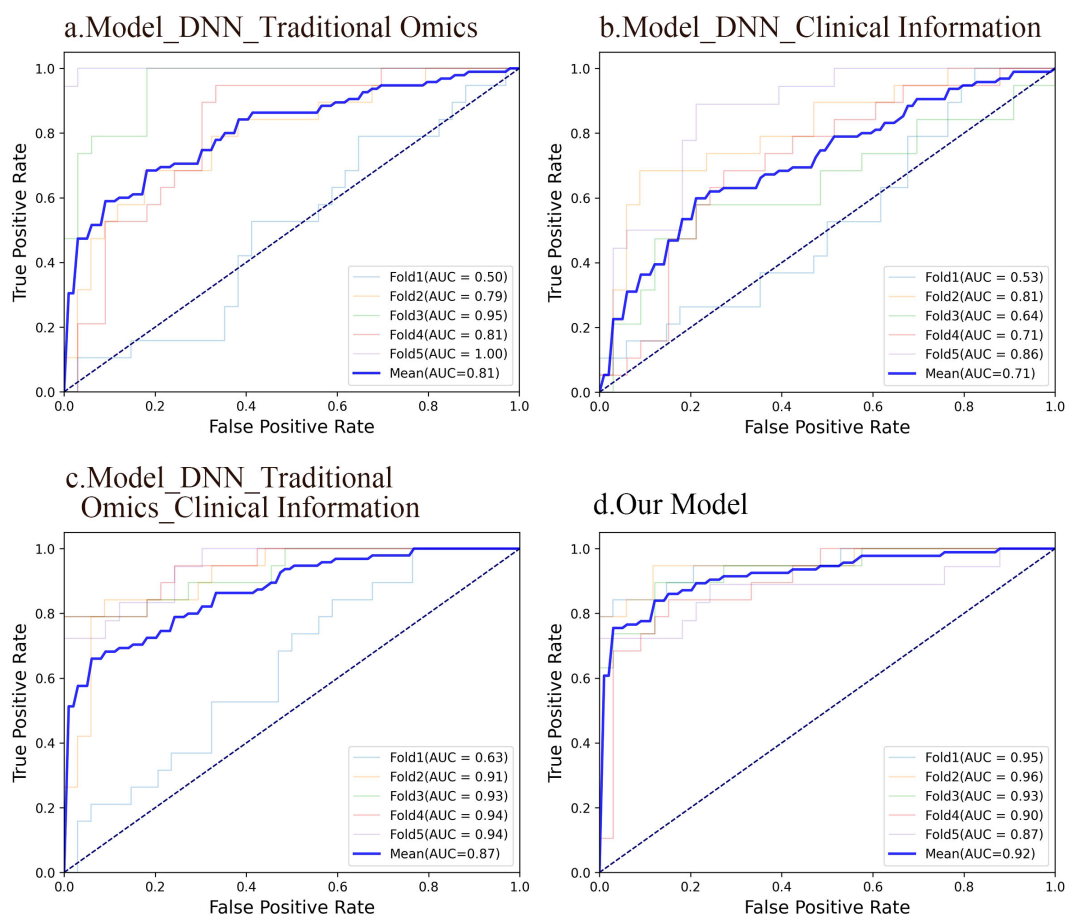 a.Model_DNN_Traditional Omics
1.0
0.8
0.6
0.4
0.2
0.0
True Positive Rate
Fold1(AUC = 0.50)
Fold2(AUC = 0.79)
Fold3(AUC = 0.95)
Fold4(AUC = 0.81)
Fold5(AUC = 1.00)
Mean(AUC=0.81)
0.0 0.2 0.4 0.6 0.8 1.0
False Positive Rate
b.Model_DNN_Clinical Information
1.0
0.8
0.6
0.4
0.2
0.0
True Positive Rate
Fold1(AUC = 0.53)
Fold2(AUC = 0.81)
Fold3(AUC = 0.64)
Fold4(AUC = 0.71)
Fold5(AUC = 0.86)
Mean(AUC=0.71)
0.0 0.2 0.4 0.6 0.8 1.0
False Positive Rate
c.Model_DNN_Traditional
Omics_Clinical Information
1.0
0.8
0.6
0.4
0.2
0.0
True Positive Rate
Fold1(AUC = 0.63)
Fold2(AUC = 0.91)
Fold3(AUC = 0.93)
Fold4(AUC = 0.94)
Fold5(AUC = 0.94)
Mean(AUC=0.87)
0.0 0.2 0.4 0.6 0.8 1.0
False Positive Rate
d.Our Model
1.0
0.8
0.6
0.4
0.2
0.0
True Positive Rate
Fold1(AUC = 0.95)
Fold2(AUC = 0.96)
Fold3(AUC = 0.93)
Fold4(AUC = 0.90)
Fold5(AUC = 0.87)
Mean(AUC=0.92)
0.0 0.2 0.4 0.6 0.8 1.0
False Positive Rate